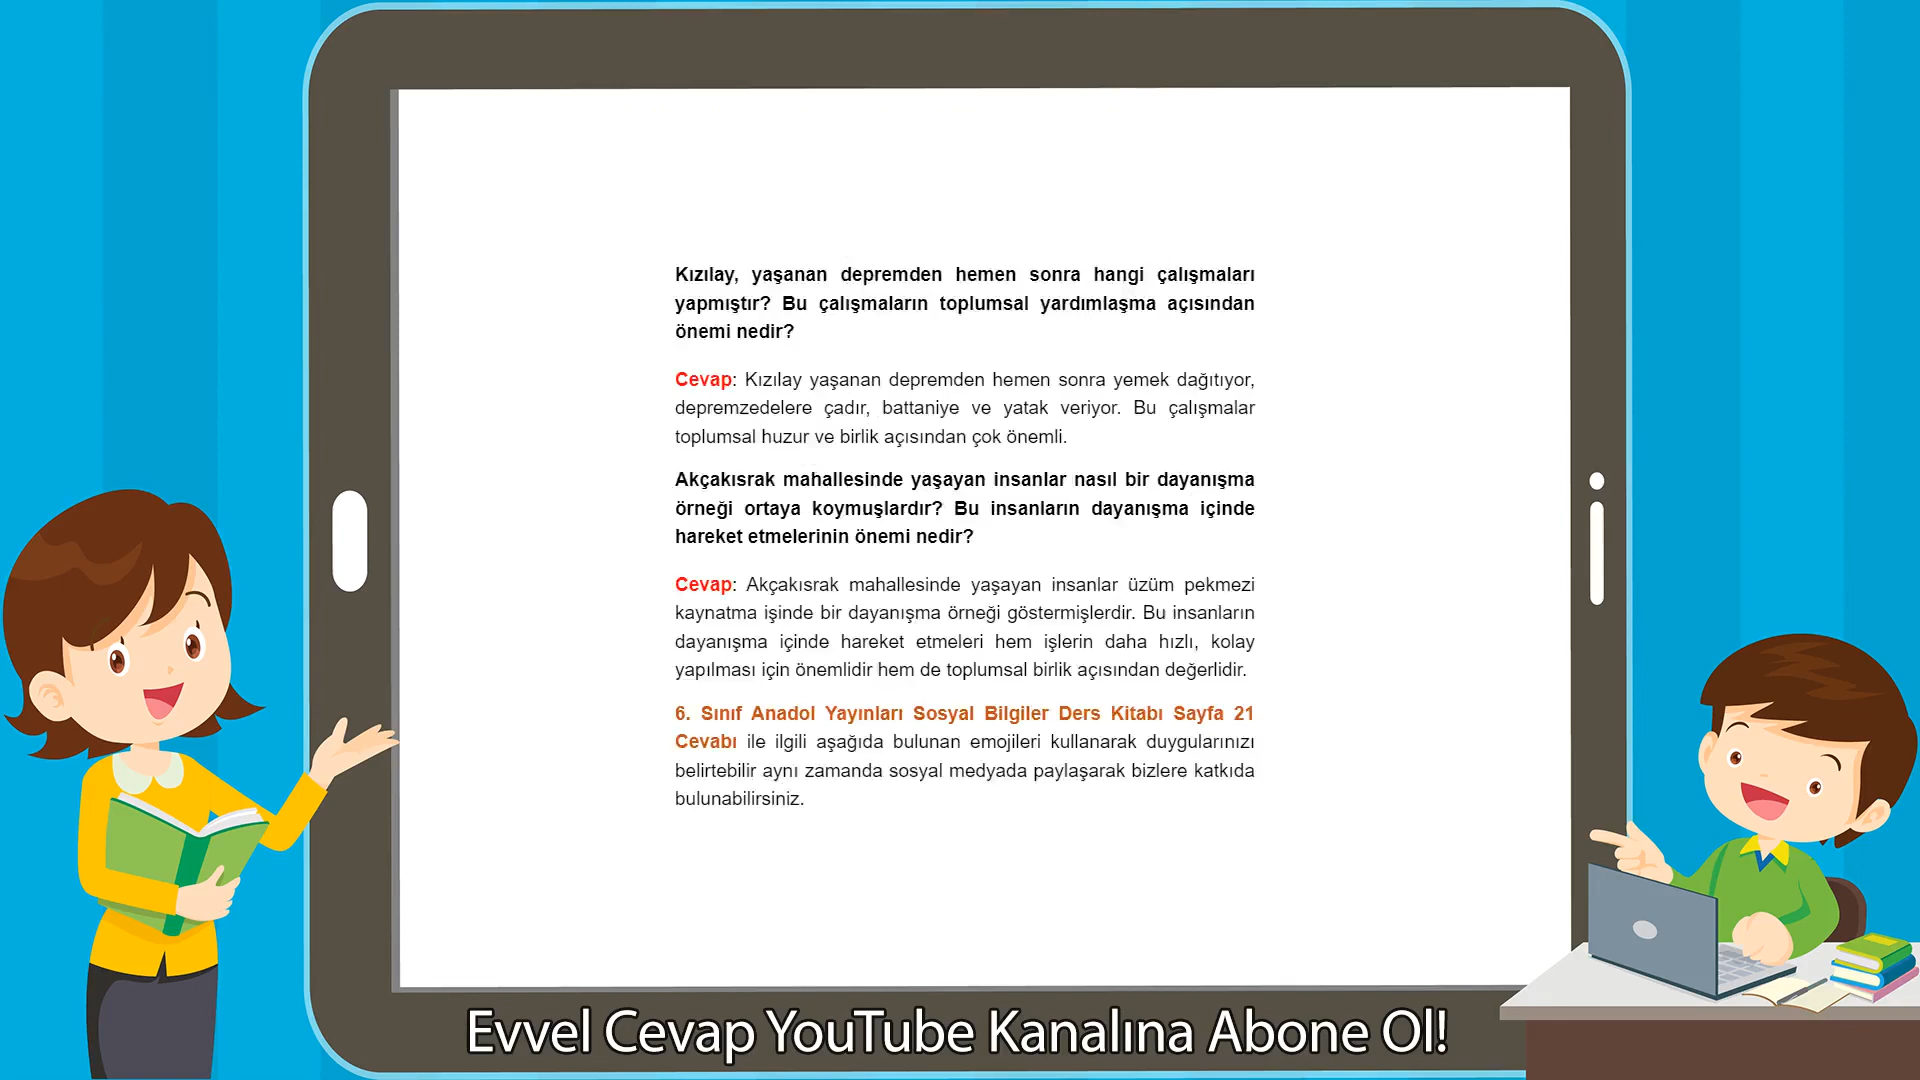 Kızılay, yaşanan depremden hemen sonra hangi çalışmaları
yapmıştır? Bu çalışmaların toplumsal yardımlaşma açısından
önemi nedir?
Cevap: Kızılay yaşanan depremden hemen sonra yemek dağıtıyor,
depremzedelere çadır, battaniye ve yatak veriyor. Bu çalışmalar
toplumsal huzur ve birlik açısından çok önemli.
Akçakısrak mahallesinde yaşayan insanlar nasıl bir dayanışma
örneği ortaya koymuşlardır? Bu insanların dayanışma içinde
hareket etmelerinin önemi nedir?
Cevap: Akçakısrak mahallesinde yaşayan insanlar üzüm pekmezi
kaynatma işinde bir dayanışma örneği göstermişlerdir. Bu insanların
dayanışma içinde hareket etmeleri hem işlerin daha hızlı, kolay
yapılması için önemlidir hem de toplumsal birlik açısından değerlidir.
6. Sınıf Anadol Yayınları Sosyal Bilgiler Ders Kitabı Sayfa 21
Cevabı ile ilgili aşağıda bulunan emojileri kullanarak duygularınızı
belirtebilir aynı zamanda sosyal medyada paylaşarak bizlere katkıda
bulunabilirsiniz.
Evvel Cevap YouTube Kanalına Abone Ol!